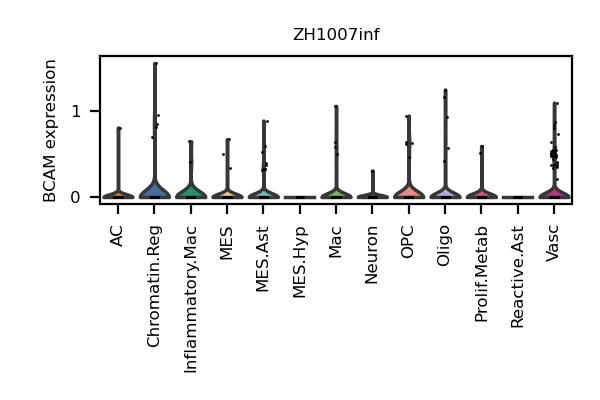 ZH1007inf
BCAM expression
1
0
AC
Chromatin.Reg
Inflammatory.Mac
MES
MES.Ast
MES.Hyp
Mac
Neuron
OPC
Oligo
Prolif.Metab
Reactive.Ast
Vasc